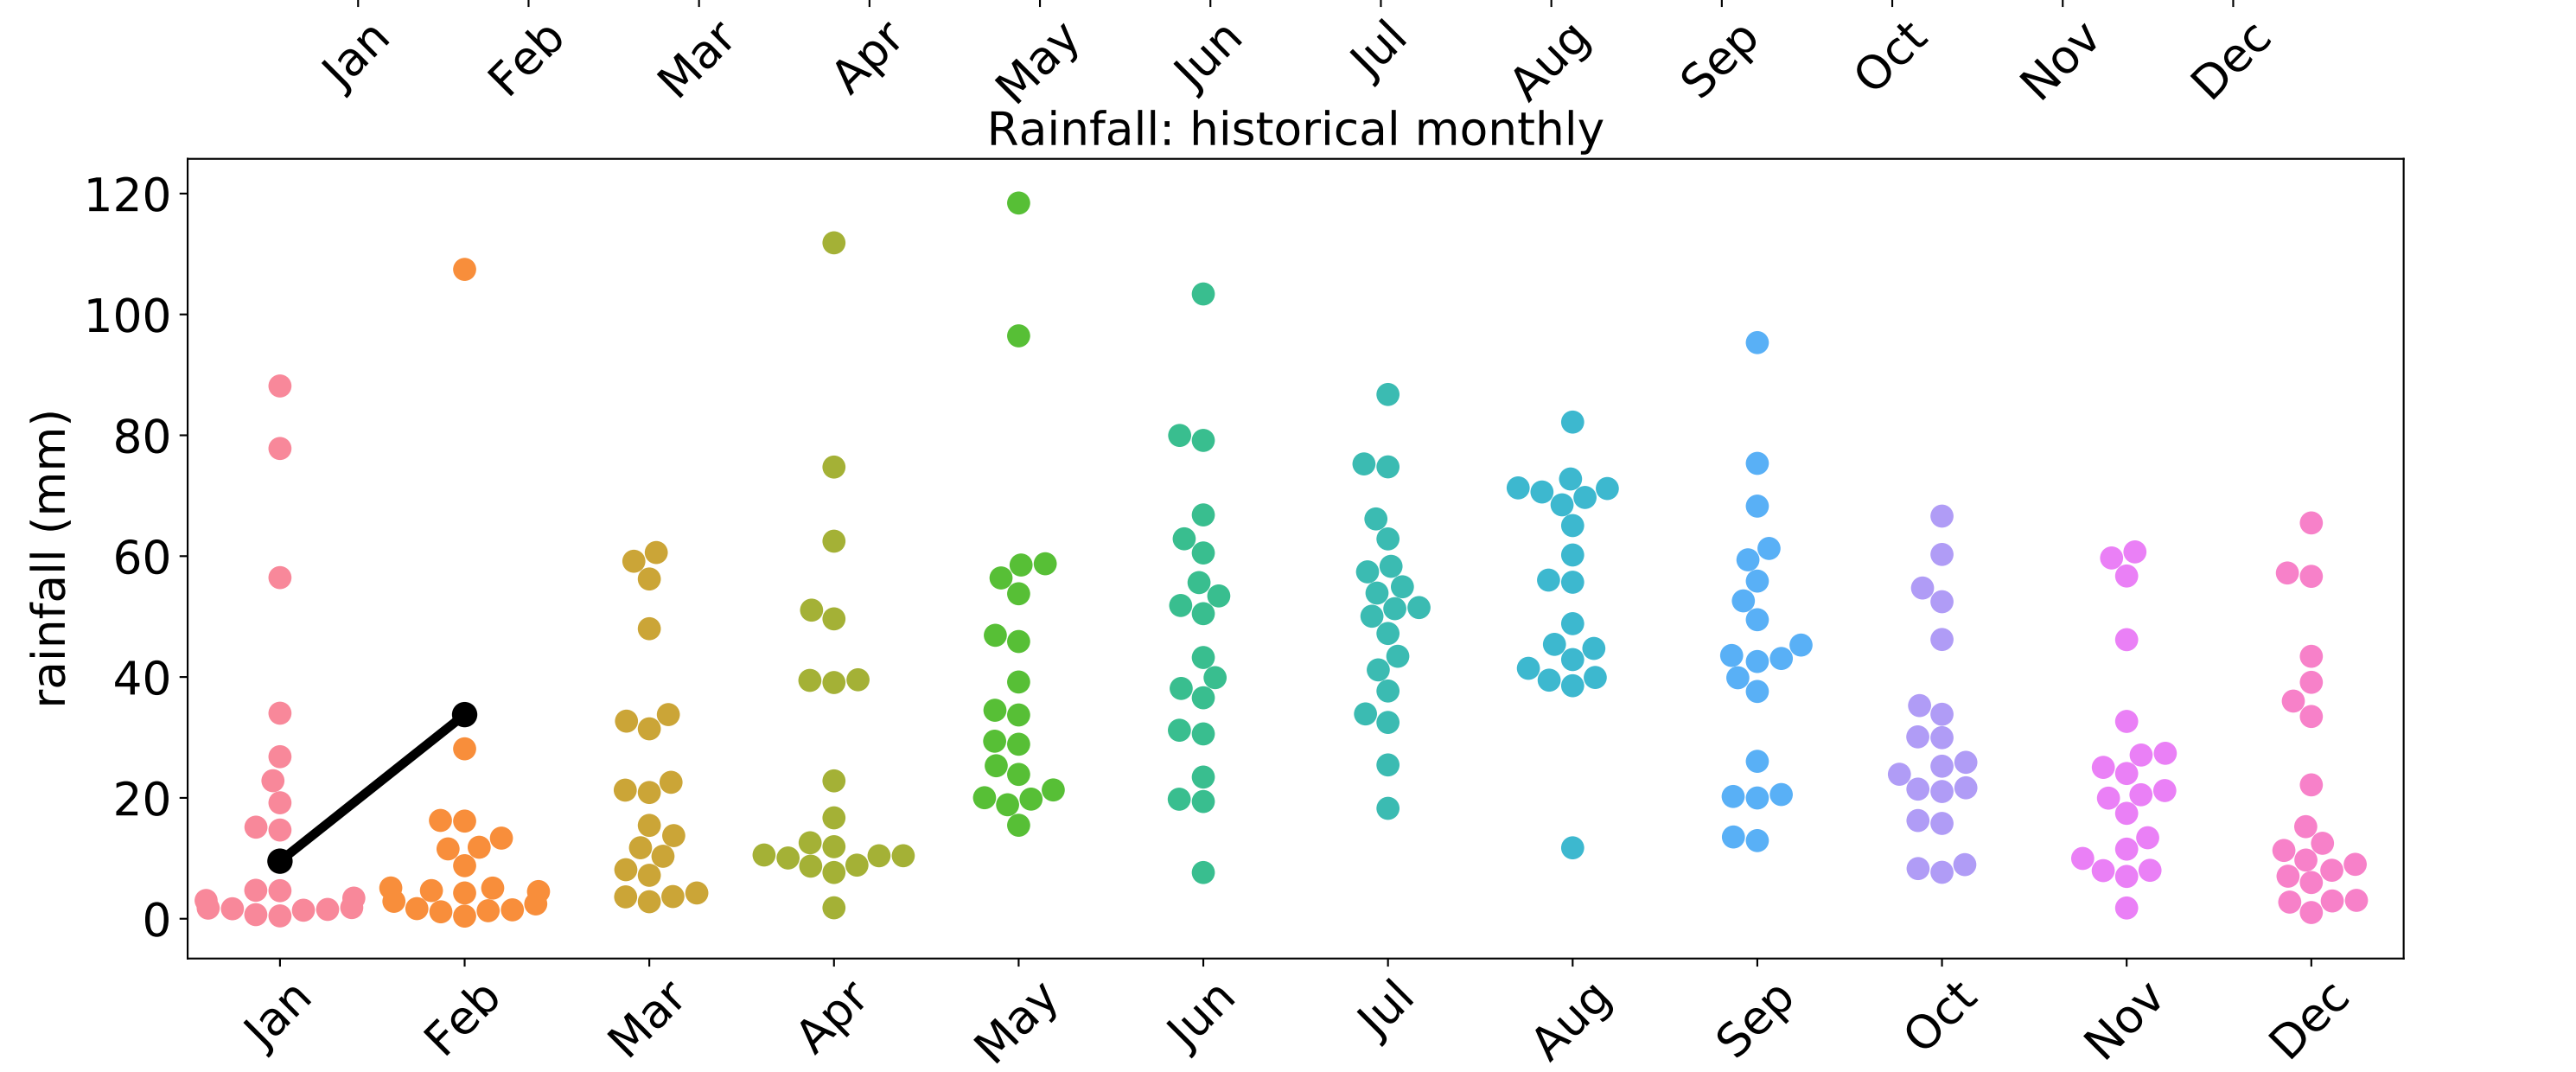 Jan Feb Mar Apr May Jun Jul Aug Sep Oct Nov Dec
Rainfall: historical monthly
120
100
80
60
40
20
0
rainfall (mm)
Jan Feb Mar Apr May Jun Jul Aug Sep Oct Nov Dec